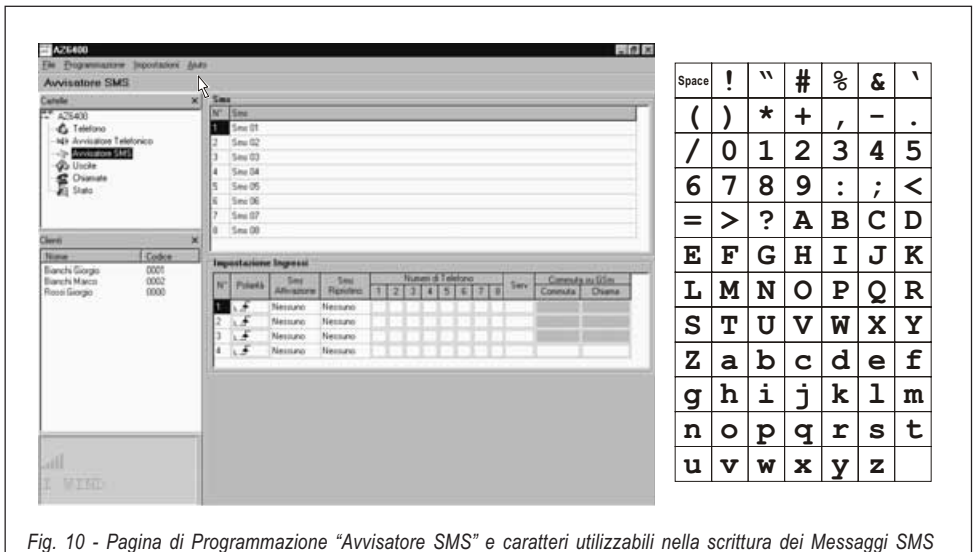 AZ6400
File Programmazione Impostazioni Aiuto
Avvisatore SMS
Cartelle
AZ6400
Telefono
Avvisatore Telefonico
Avvisatore SMS
Uscite
Chiamate
Stato
Clienti
Nome Codice
Bianchi Giorgio 0001
Bianchi Marco 0002
Rossi Giorgio 0000
I WIND
Sms
N° Sms
1 Sms 01
2 Sms 02
3 Sms 03
4 Sms 04
5 Sms 05
6 Sms 06
7 Sms 07
8 Sms 08
Impostazione Ingressi
N° Polarità Sms Attivazione Sms Ripristino Numeri di Telefono 1 2 3 4 5 6 7 8 Serv Commuta su GSm Commuta Chiama
1 Nessuno Nessuno
2 Nessuno Nessuno
3 Nessuno Nessuno
4 Nessuno Nessuno
Space ! " # % & '
( ) * + , - .
/ 0 1 2 3 4 5
6 7 8 9 : ; <
= > ? A B C D
E F G H I J K
L M N O P Q R
S T U V W X Y
Z a b c d e f
g h i j k l m
n o p q r s t
u v w x y z
Fig. 10 - Pagina di Programmazione “Avvisatore SMS” e caratteri utilizzabili nella scrittura dei Messaggi SMS